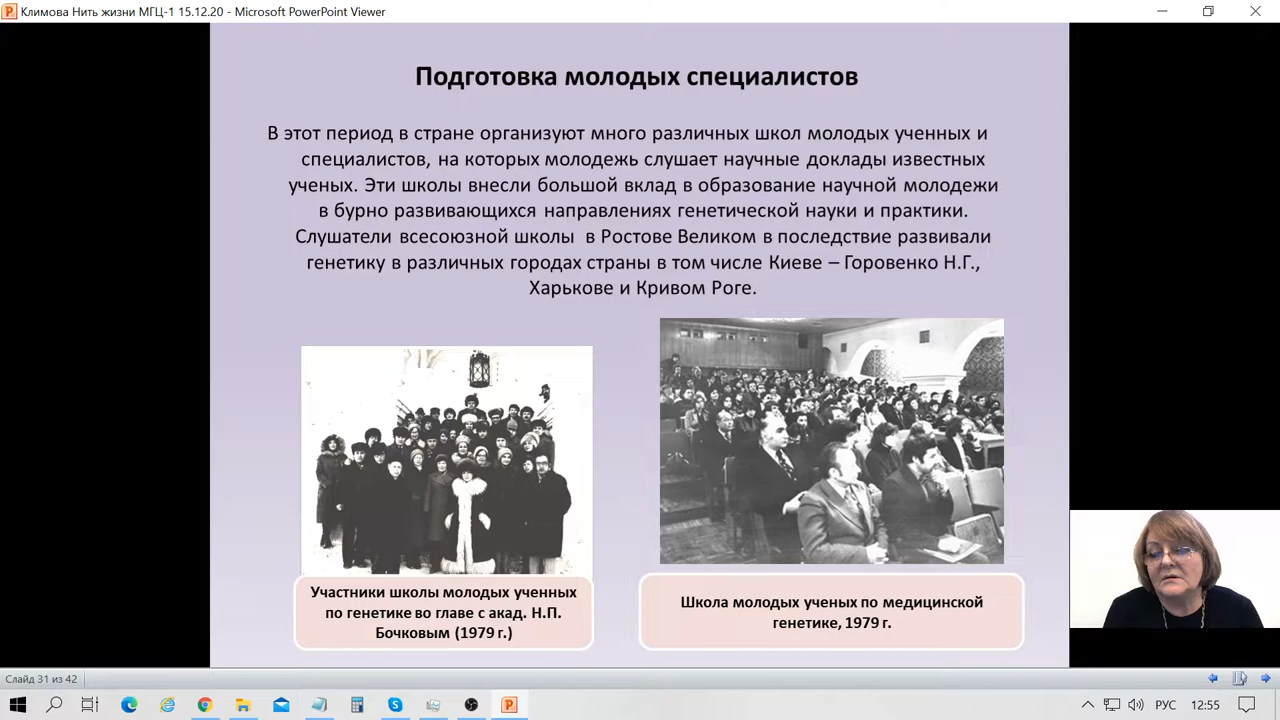 Климова Нить жизни МГЦ-1 15.12.20 - Microsoft PowerPoint Viewer
Подготовка молодых специалистов
В этот период в стране организуют много различных школ молодых ученных и
специалистов, на которых молодежь слушает научные доклады известных
ученых. Эти школы внесли большой вклад в образование научной молодежи
в бурно развивающихся направлениях генетической науки и практики.
Слушатели всесоюзной школы в Ростове Великом в последствие развивали
генетику в различных городах страны в том числе Киеве – Горовенко Н.Г.,
Харькове и Кривом Роге.
Участники школы молодых ученных
по генетике во главе с акад. Н.П.
Бочковым (1979 г.)
Школа молодых ученых по медицинской
генетике, 1979 г.
Слайд 31 из 42
РУС
12:55